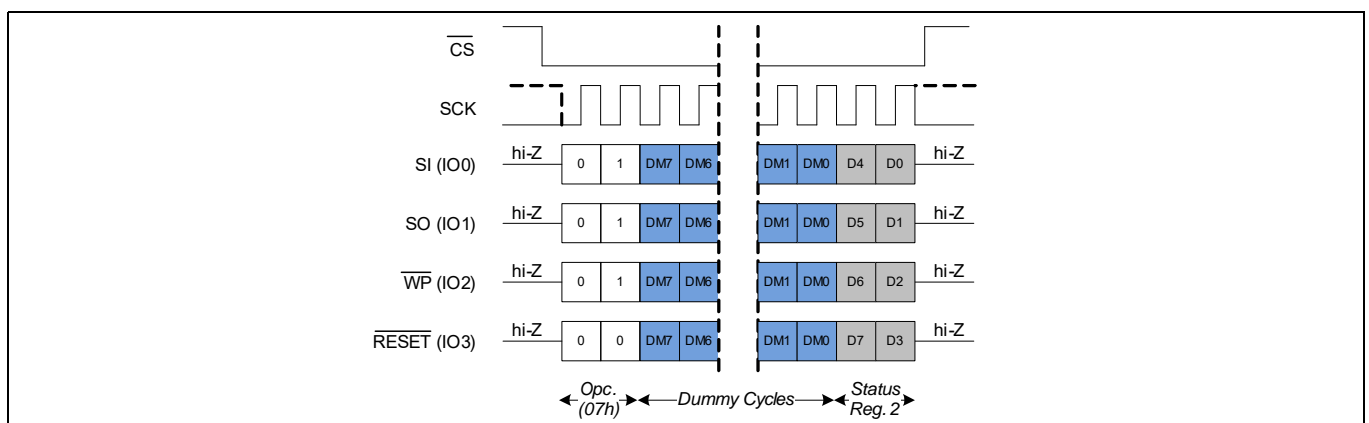 CS
SCK
SI (IO0) hi-Z 0 1 DM7 DM6 DM1 DM0 D4 D0 hi-Z
SO (IO1) hi-Z 0 1 DM7 DM6 DM1 DM0 D5 D1 hi-Z
WP (IO2) hi-Z 0 1 DM7 DM6 DM1 DM0 D6 D2 hi-Z
RESET (IO3) hi-Z 0 0 DM7 DM6 DM1 DM0 D7 D3 hi-Z
Opc. Status
Dummy Cycles
(07h) Reg. 2